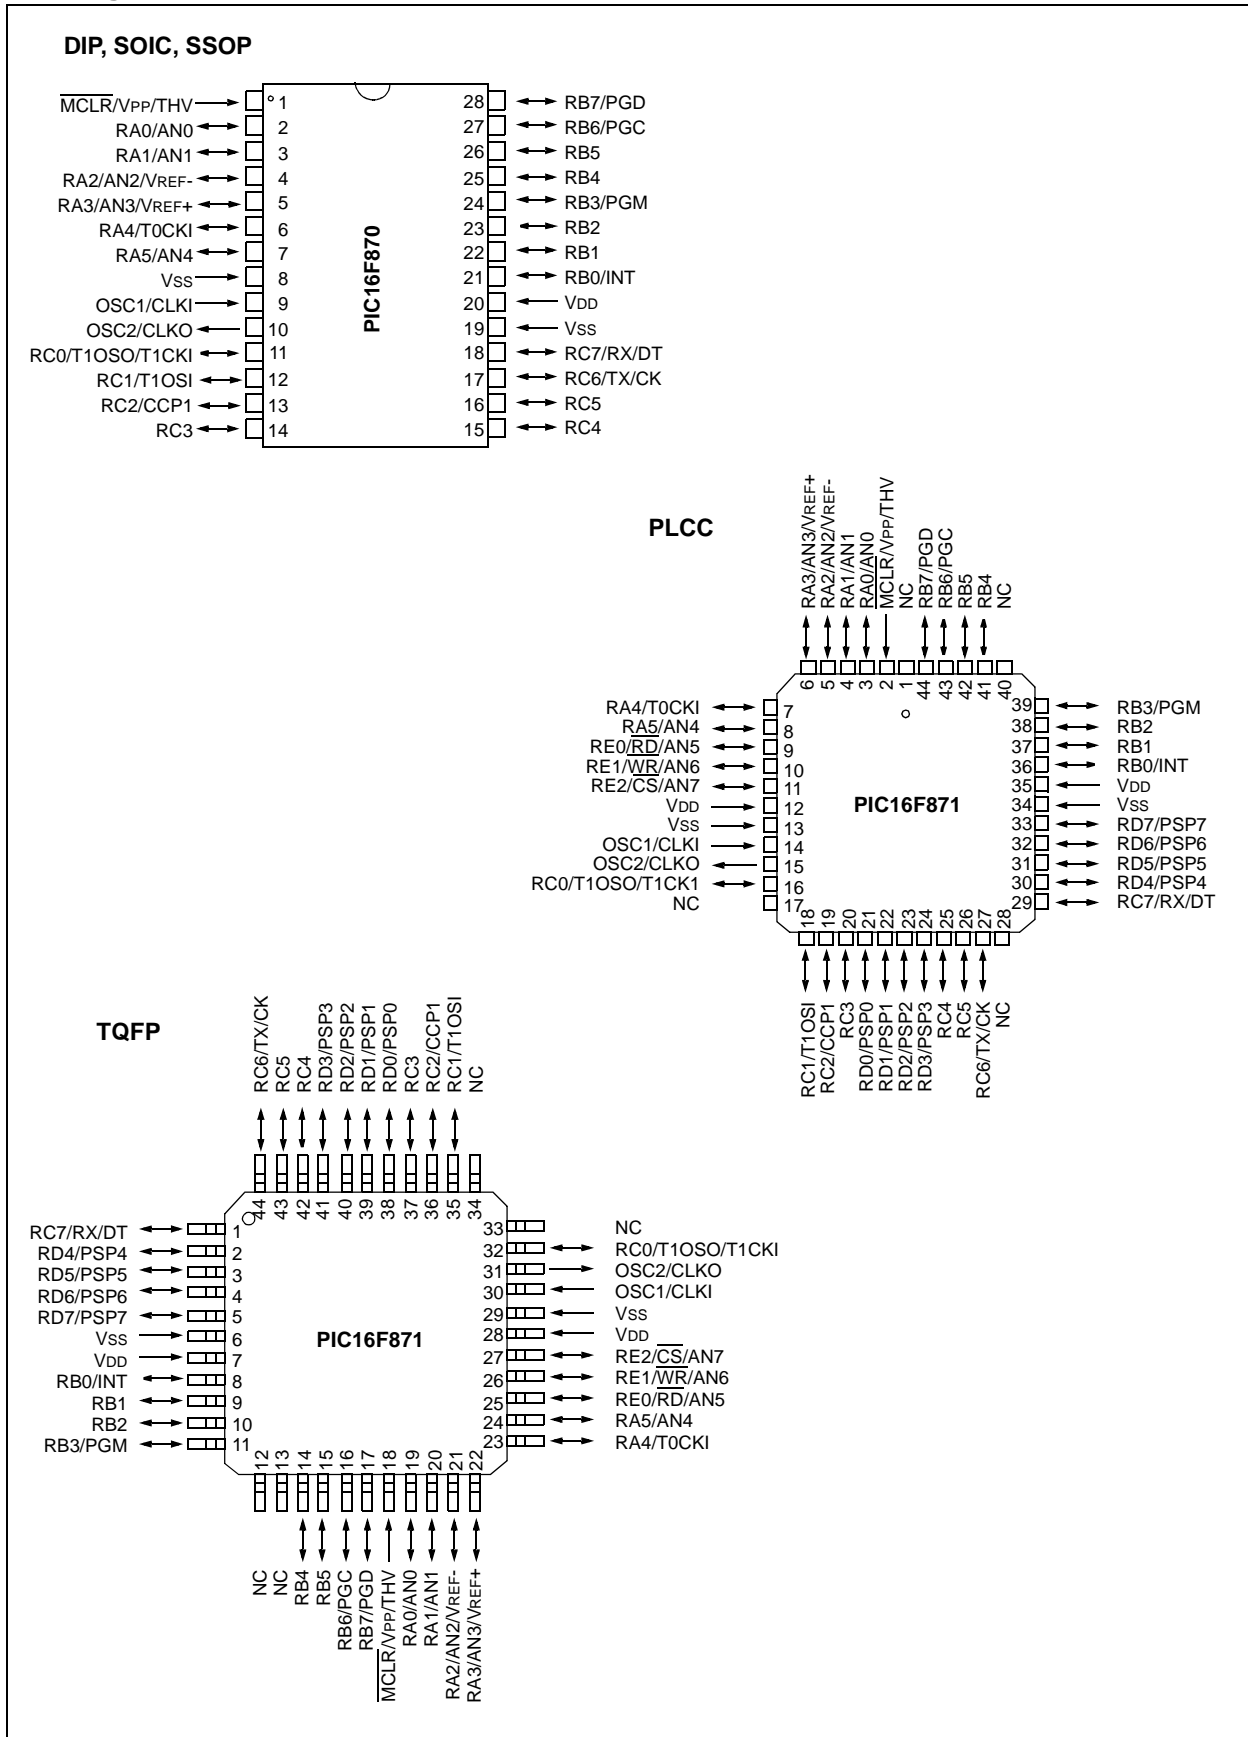 DIP, SOIC, SSOP
MCLR/VPP/THV 1 28 RB7/PGD
RA0/AN0 2 27 RB6/PGC
RA1/AN1 3 26 RB5
RA2/AN2/VREF- 4 25 RB4
RA3/AN3/VREF+ 5 24 RB3/PGM
RA4/T0CKI 6 23 RB2
RA5/AN4 7 22 RB1
VSS 8 21 RB0/INT
OSC1/CLKI 9 20 VDD
OSC2/CLKO 10 19 VSS
RC0/T1OSO/T1CKI 11 18 RC7/RX/DT
RC1/T1OSI 12 17 RC6/TX/CK
RC2/CCP1 13 16 RC5
RC3 14 15 RC4
PIC16F870
PLCC
RA3/AN3/VREF+ RA2/AN2/VREF- RA1/AN1 RA0/AN0 MCLR/VPP/THV NC RB7/PGD RB6/PGC RB5 RB4 NC
6 5 4 3 2 1 44 43 42 41 40
RA4/T0CKI 7 39 RB3/PGM
RA5/AN4 8 38 RB2
RE0/RD/AN5 9 37 RB1
RE1/WR/AN6 10 36 RB0/INT
RE2/CS/AN7 11 35 VDD
VDD 12 34 VSS
VSS 13 33 RD7/PSP7
OSC1/CLKI 14 32 RD6/PSP6
OSC2/CLKO 15 31 RD5/PSP5
RC0/T1OSO/T1CK1 16 30 RD4/PSP4
NC 17 29 RC7/RX/DT
PIC16F871
18 19 20 21 22 23 24 25 26 27 28
RC1/T1OSI RC2/CCP1 RC3 RD0/PSP0 RD1/PSP1 RD2/PSP2 RD3/PSP3 RC4 RC5 RC6/TX/CK NC
TQFP
RC6/TX/CK RC5 RC4 RD3/PSP3 RD2/PSP2 RD1/PSP1 RD0/PSP0 RC3 RC2/CCP1 RC1/T1OSI NC
44 43 42 41 40 39 38 37 36 35 34
RC7/RX/DT 1 33 NC
RD4/PSP4 2 32 RC0/T1OSO/T1CKI
RD5/PSP5 3 31 OSC2/CLKO
RD6/PSP6 4 30 OSC1/CLKI
RD7/PSP7 5 29 VSS
VSS 6 28 VDD
VDD 7 27 RE2/CS/AN7
RB0/INT 8 26 RE1/WR/AN6
RB1 9 25 RE0/RD/AN5
RB2 10 24 RA5/AN4
RB3/PGM 11 23 RA4/T0CKI
PIC16F871
12 13 14 15 16 17 18 19 20 21 22
NC NC RB4 RB5 RB6/PGC RB7/PGD MCLR/VPP/THV RA0/AN0 RA1/AN1 RA2/AN2/VREF- RA3/AN3/VREF+